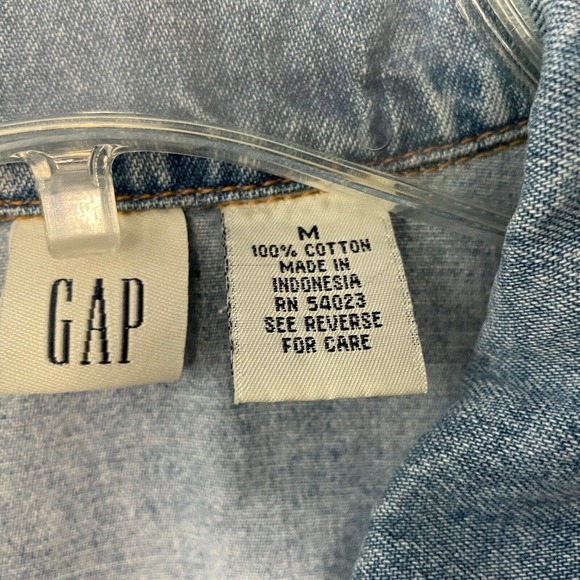 GAP
M
100% COTTON
MADE IN
INDONESIA
RN 54023
SEE REVERSE
FOR CARE